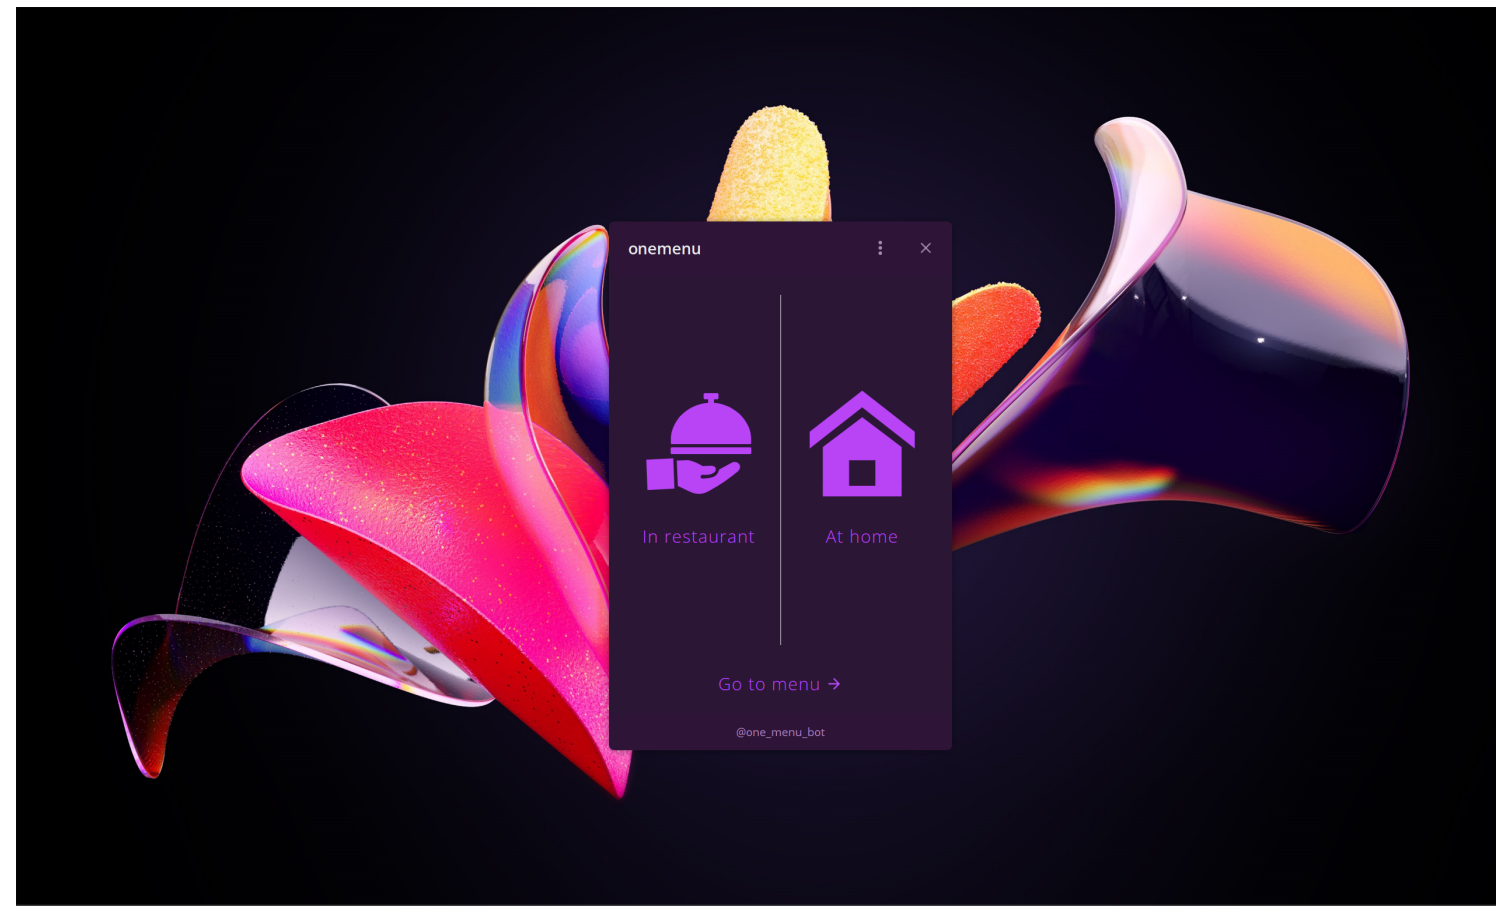 onemenu
In restaurant
At home
Go to menu →
@one_menu_bot